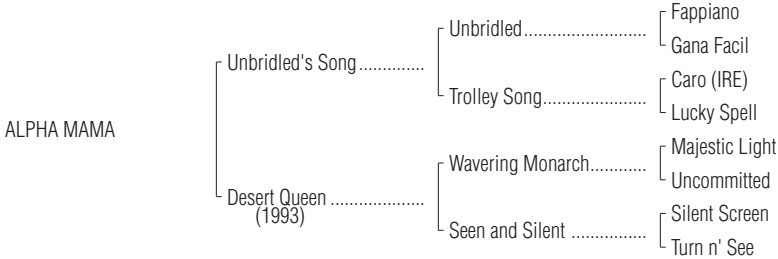 Fappiano
Unbridled..........................
Gana Facil
Unbridled's Song ..............
Caro (IRE)
Trolley Song......................
Lucky Spell
ALPHA MAMA
Majestic Light
Wavering Monarch............
Uncommitted
Desert Queen ....................
(1993)
Silent Screen
Seen and Silent ................
Turn n' See